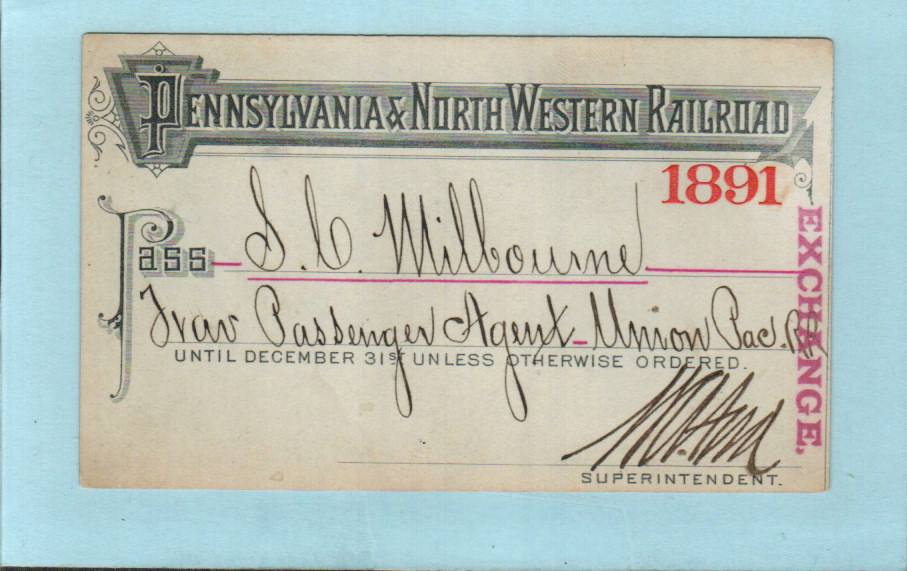 PENNSYLVANIA & NORTH WESTERN RAILROAD
1891
Pass S. C. Milbourne
Trav Passenger Agent - Union Pac. R
UNTIL DECEMBER 31st UNLESS OTHERWISE ORDERED.
SUPERINTENDENT.
EXCHANGE.